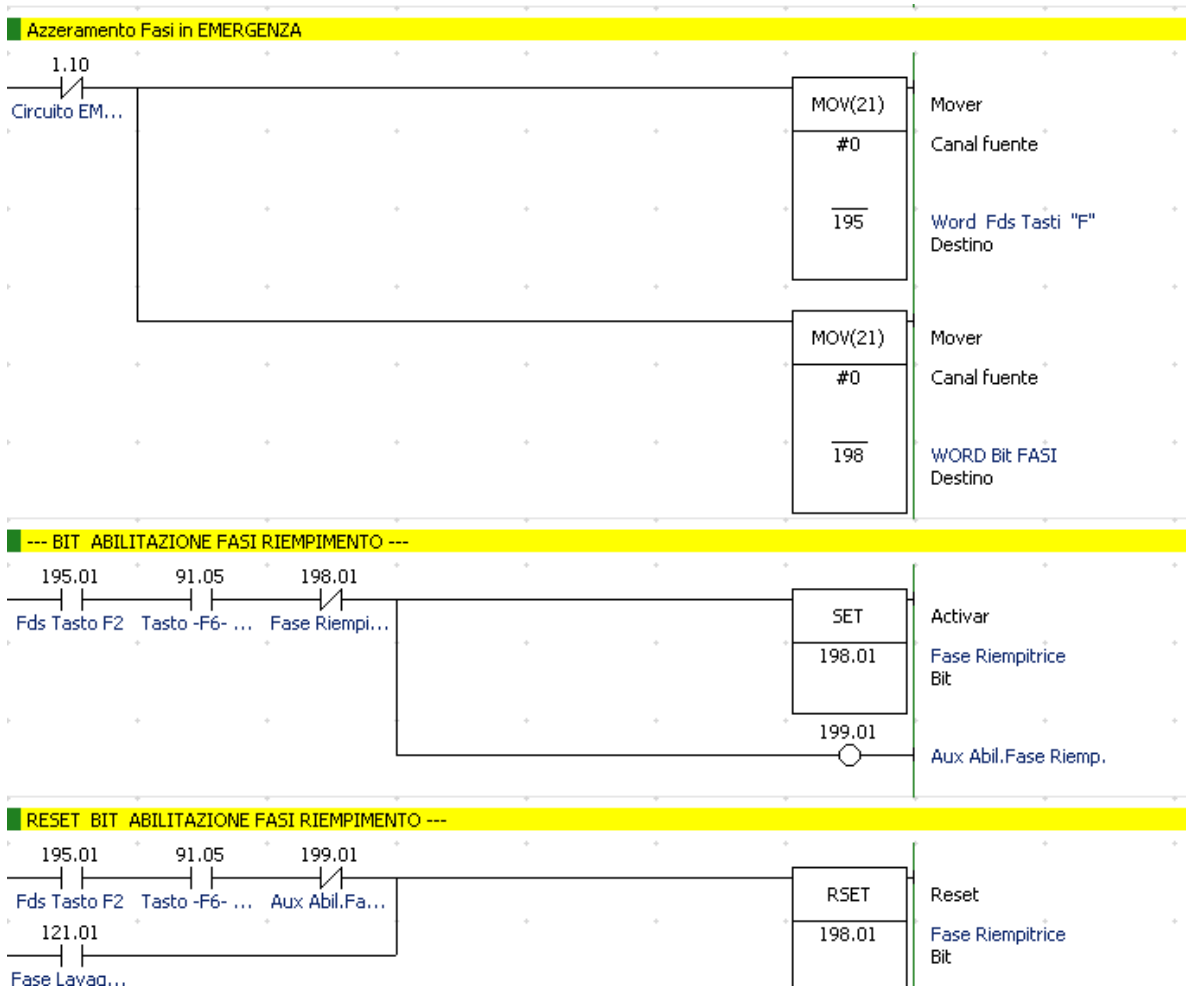 Azzeramento Fasi in EMERGENZA
1.10
Circuito EM...
MOV(21) Mover
#0 Canal fuente
195 Word Fds Tasti "F"
Destino
MOV(21) Mover
#0 Canal fuente
198 WORD Bit FASI
Destino
--- BIT ABILITAZIONE FASI RIEMPIMENTO ---
195.01 91.05 198.01
Fds Tasto F2 Tasto -F6- ... Fase Riempi...
SET Activar
198.01 Fase Riempitrice
Bit
199.01
Aux Abil.Fase Riemp.
RESET BIT ABILITAZIONE FASI RIEMPIMENTO ---
195.01 91.05 199.01
Fds Tasto F2 Tasto -F6- ... Aux Abil.Fa...
RSET Reset
121.01
198.01 Fase Riempitrice
Bit
Fase Lavag...